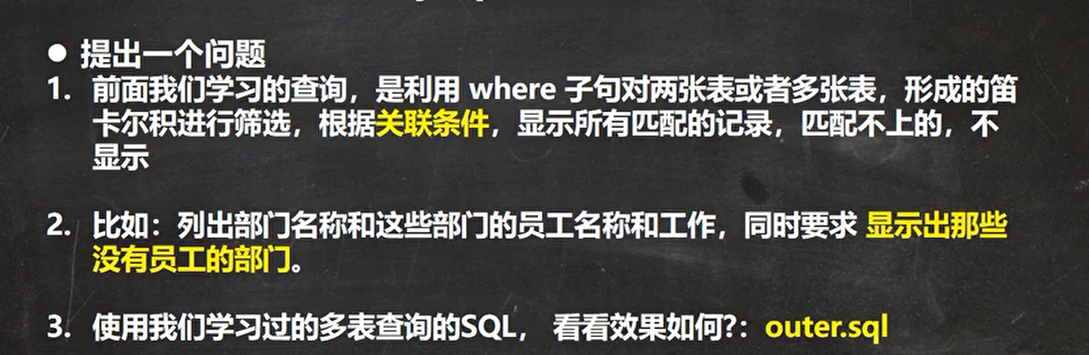 ● 提出一个问题
1. 前面我们学习的查询，是利用 where 子句对两张表或者多张表，形成的笛
卡尔积进行筛选，根据关联条件，显示所有匹配的记录，匹配不上的，不
显示
2. 比如：列出部门名称和这些部门的员工名称和工作，同时要求 显示出那些
没有员工的部门。
3. 使用我们学习过的多表查询的SQL， 看看效果如何?：outer.sql